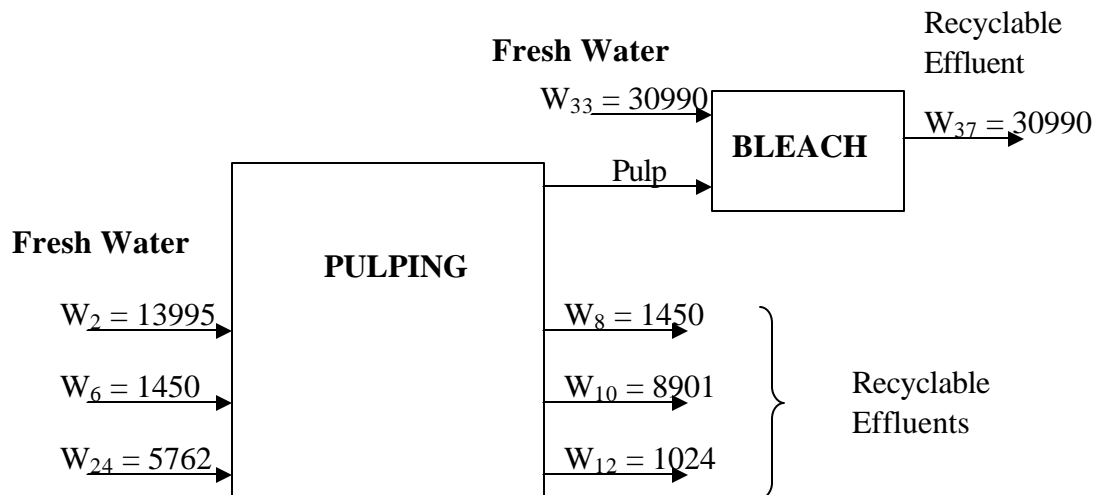 Recyclable
Effluent
Fresh Water
W₃₃ = 30990
W₃₇ = 30990
BLEACH
Pulp
Fresh Water
PULPING
W₂ = 13995
W₈ = 1450
W₆ = 1450
W₁₀ = 8901
Recyclable
Effluents
W₂₄ = 5762
W₁₂ = 1024